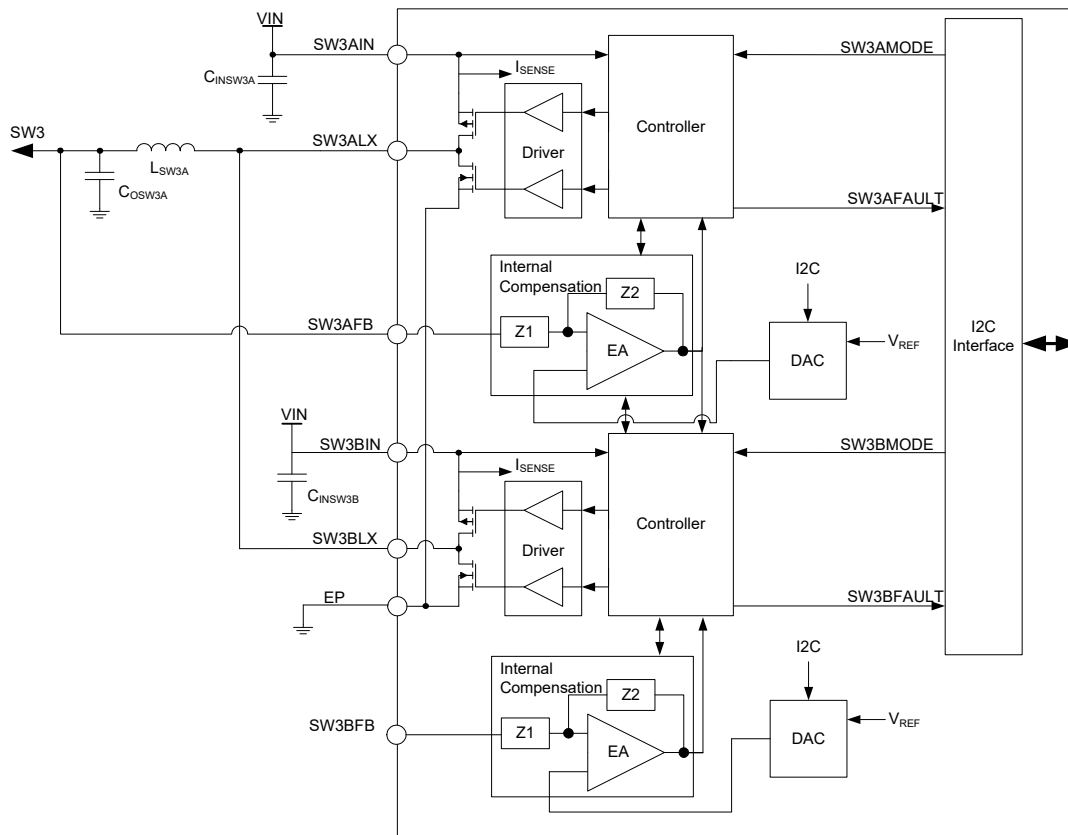 VIN
SW3AIN
SW3AMODE
CINSW3A
ISENSE
Controller
SW3
SW3ALX
Driver
LSW3A
COSW3A
SW3AFAULT
Internal
Compensation
I2C
Z2
I2C
Interface
SW3AFB
Z1
VREF
EA
DAC
VIN
SW3BIN
SW3BMODE
ISENSE
CINSW3B
Controller
SW3BLX
Driver
EP
SW3BFAULT
I2C
Internal
Compensation
Z2
VREF
SW3BFB
Z1
DAC
EA